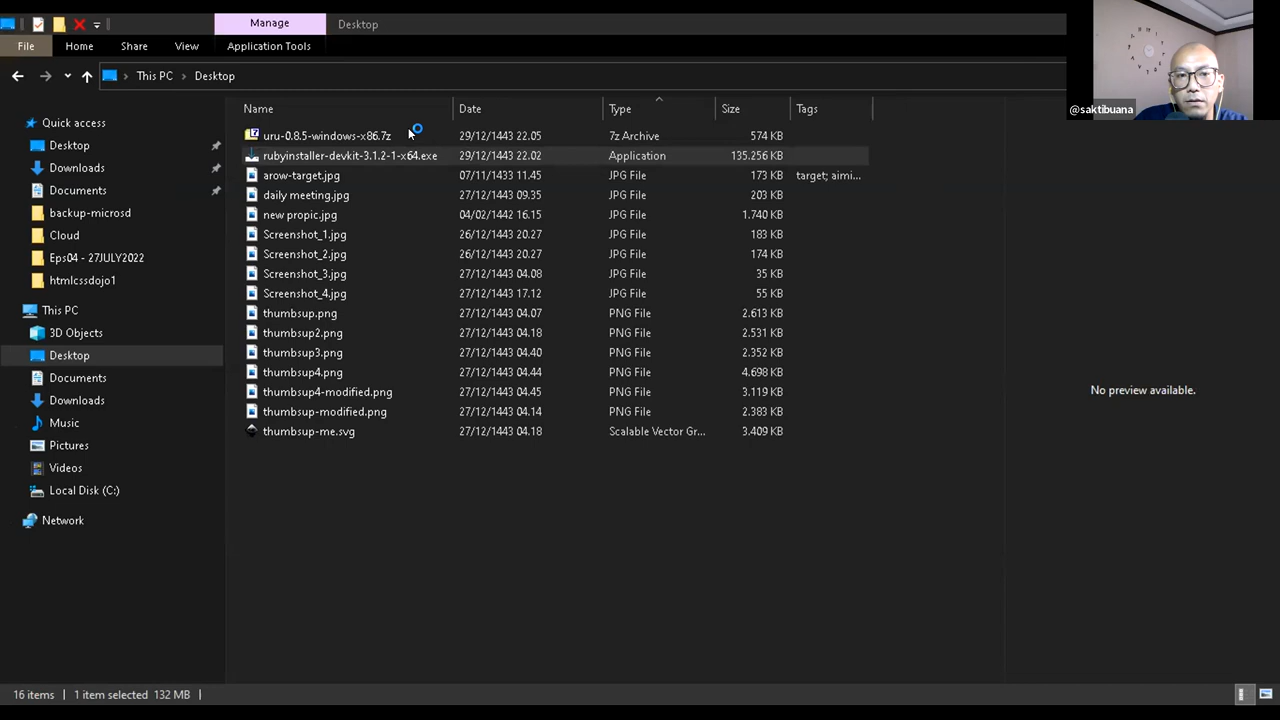 Manage
Desktop
File
Home
Share
View
Application Tools
This PC
Desktop
@saktibuana
Quick access
Desktop
Downloads
Documents
backup-microsd
Cloud
Eps04 - 27JULY2022
htmlcssdojo1
This PC
3D Objects
Desktop
Documents
Downloads
Music
Pictures
Videos
Local Disk (C:)
Network
Name Date Type Size Tags
uru-0.8.5-windows-x86.7z 29/12/1443 22.05 7z Archive 574 KB
rubyinstaller-devkit-3.1.2-1-x64.exe 29/12/1443 22.02 Application 135.256 KB
arow-target.jpg 07/11/1433 11.45 JPG File 173 KB target; aimi...
daily meeting.jpg 27/12/1443 09.35 JPG File 203 KB
new propic.jpg 04/02/1442 16.15 JPG File 1.740 KB
Screenshot_1.jpg 26/12/1443 20.27 JPG File 183 KB
Screenshot_2.jpg 26/12/1443 20.27 JPG File 174 KB
Screenshot_3.jpg 27/12/1443 04.08 JPG File 35 KB
Screenshot_4.jpg 27/12/1443 17.12 JPG File 55 KB
thumbsup.png 27/12/1443 04.07 PNG File 2.613 KB
thumbsup2.png 27/12/1443 04.18 PNG File 2.531 KB
thumbsup3.png 27/12/1443 04.40 PNG File 2.352 KB
thumbsup4.png 27/12/1443 04.44 PNG File 4.698 KB
thumbsup4-modified.png 27/12/1443 04.45 PNG File 3.119 KB
thumbsup-modified.png 27/12/1443 04.14 PNG File 2.383 KB
thumbsup-me.svg 27/12/1443 04.18 Scalable Vector Gr... 3.409 KB
No preview available.
16 items 1 item selected 132 MB